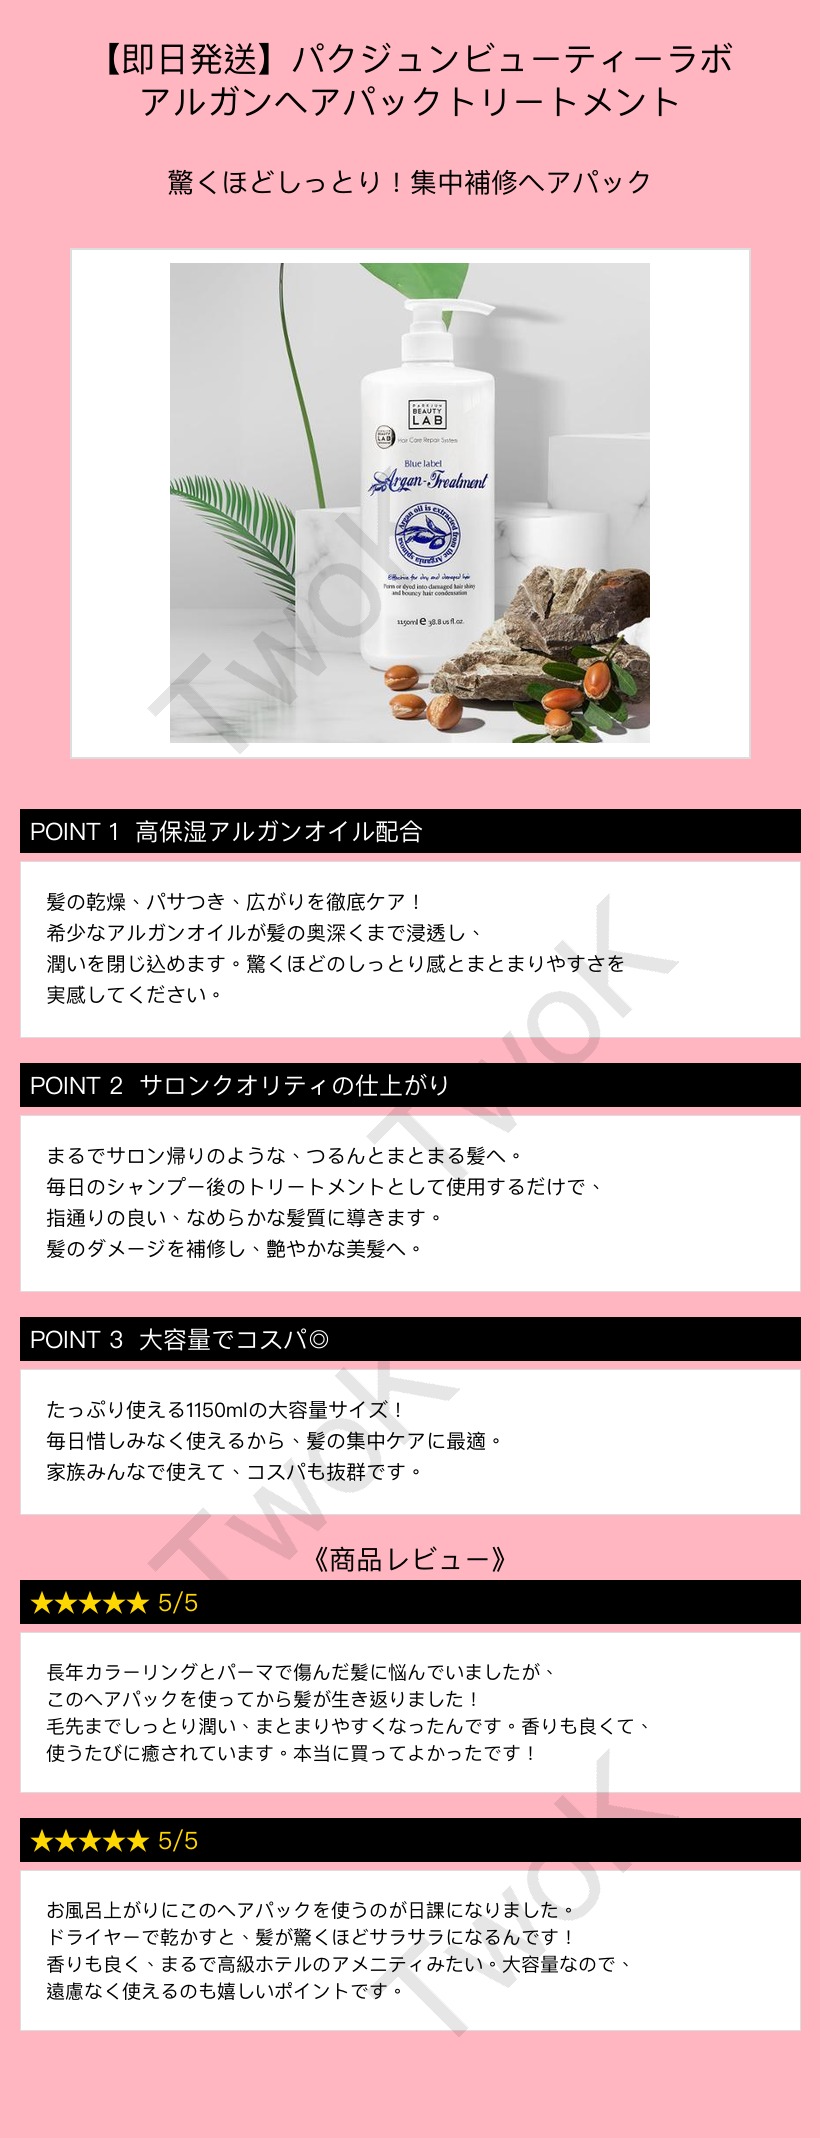 【即日発送】パクジュンビューティーラボ
アルガンヘアパックトリートメント
驚くほどしっとり！集中補修ヘアパック
PARKJUN
BEAUTY
LAB
Hair Care Repair System
Blue label
Argan-Treatment
Argan oil is extracted from the Argania spinosa
Effective for dry and damaged hair
Perm or dyed into damaged hair shiny
and bouncy hair condensation
1150ml e 38.8 us fl.oz.
TwoK
POINT 1 高保湿アルガンオイル配合
髪の乾燥、パサつき、広がりを徹底ケア！
希少なアルガンオイルが髪の奥深くまで浸透し、
潤いを閉じ込めます。驚くほどのしっとり感とまとまりやすさを
実感してください。
TwoK
POINT 2 サロンクオリティの仕上がり
まるでサロン帰りのような、つるんとまとまる髪へ。
毎日のシャンプー後のトリートメントとして使用するだけで、
指通りの良い、なめらかな髪質に導きます。
髪のダメージを補修し、艶やかな美髪へ。
POINT 3 大容量でコスパ◎
たっぷり使える1150mlの大容量サイズ！
毎日惜しみなく使えるから、髪の集中ケアに最適。
家族みんなで使えて、コスパも抜群です。
TwoK
《商品レビュー》
★★★★★ 5/5
長年カラーリングとパーマで傷んだ髪に悩んでいましたが、
このヘアパックを使ってから髪が生き返りました！
毛先までしっとり潤い、まとまりやすくなったんです。香りも良くて、
使うたびに癒されています。本当に買ってよかったです！
★★★★★ 5/5
お風呂上がりにこのヘアパックを使うのが日課になりました。
ドライヤーで乾かすと、髪が驚くほどサラサラになるんです！
香りも良く、まるで高級ホテルのアメニティみたい。大容量なので、
遠慮なく使えるのも嬉しいポイントです。
TwoK